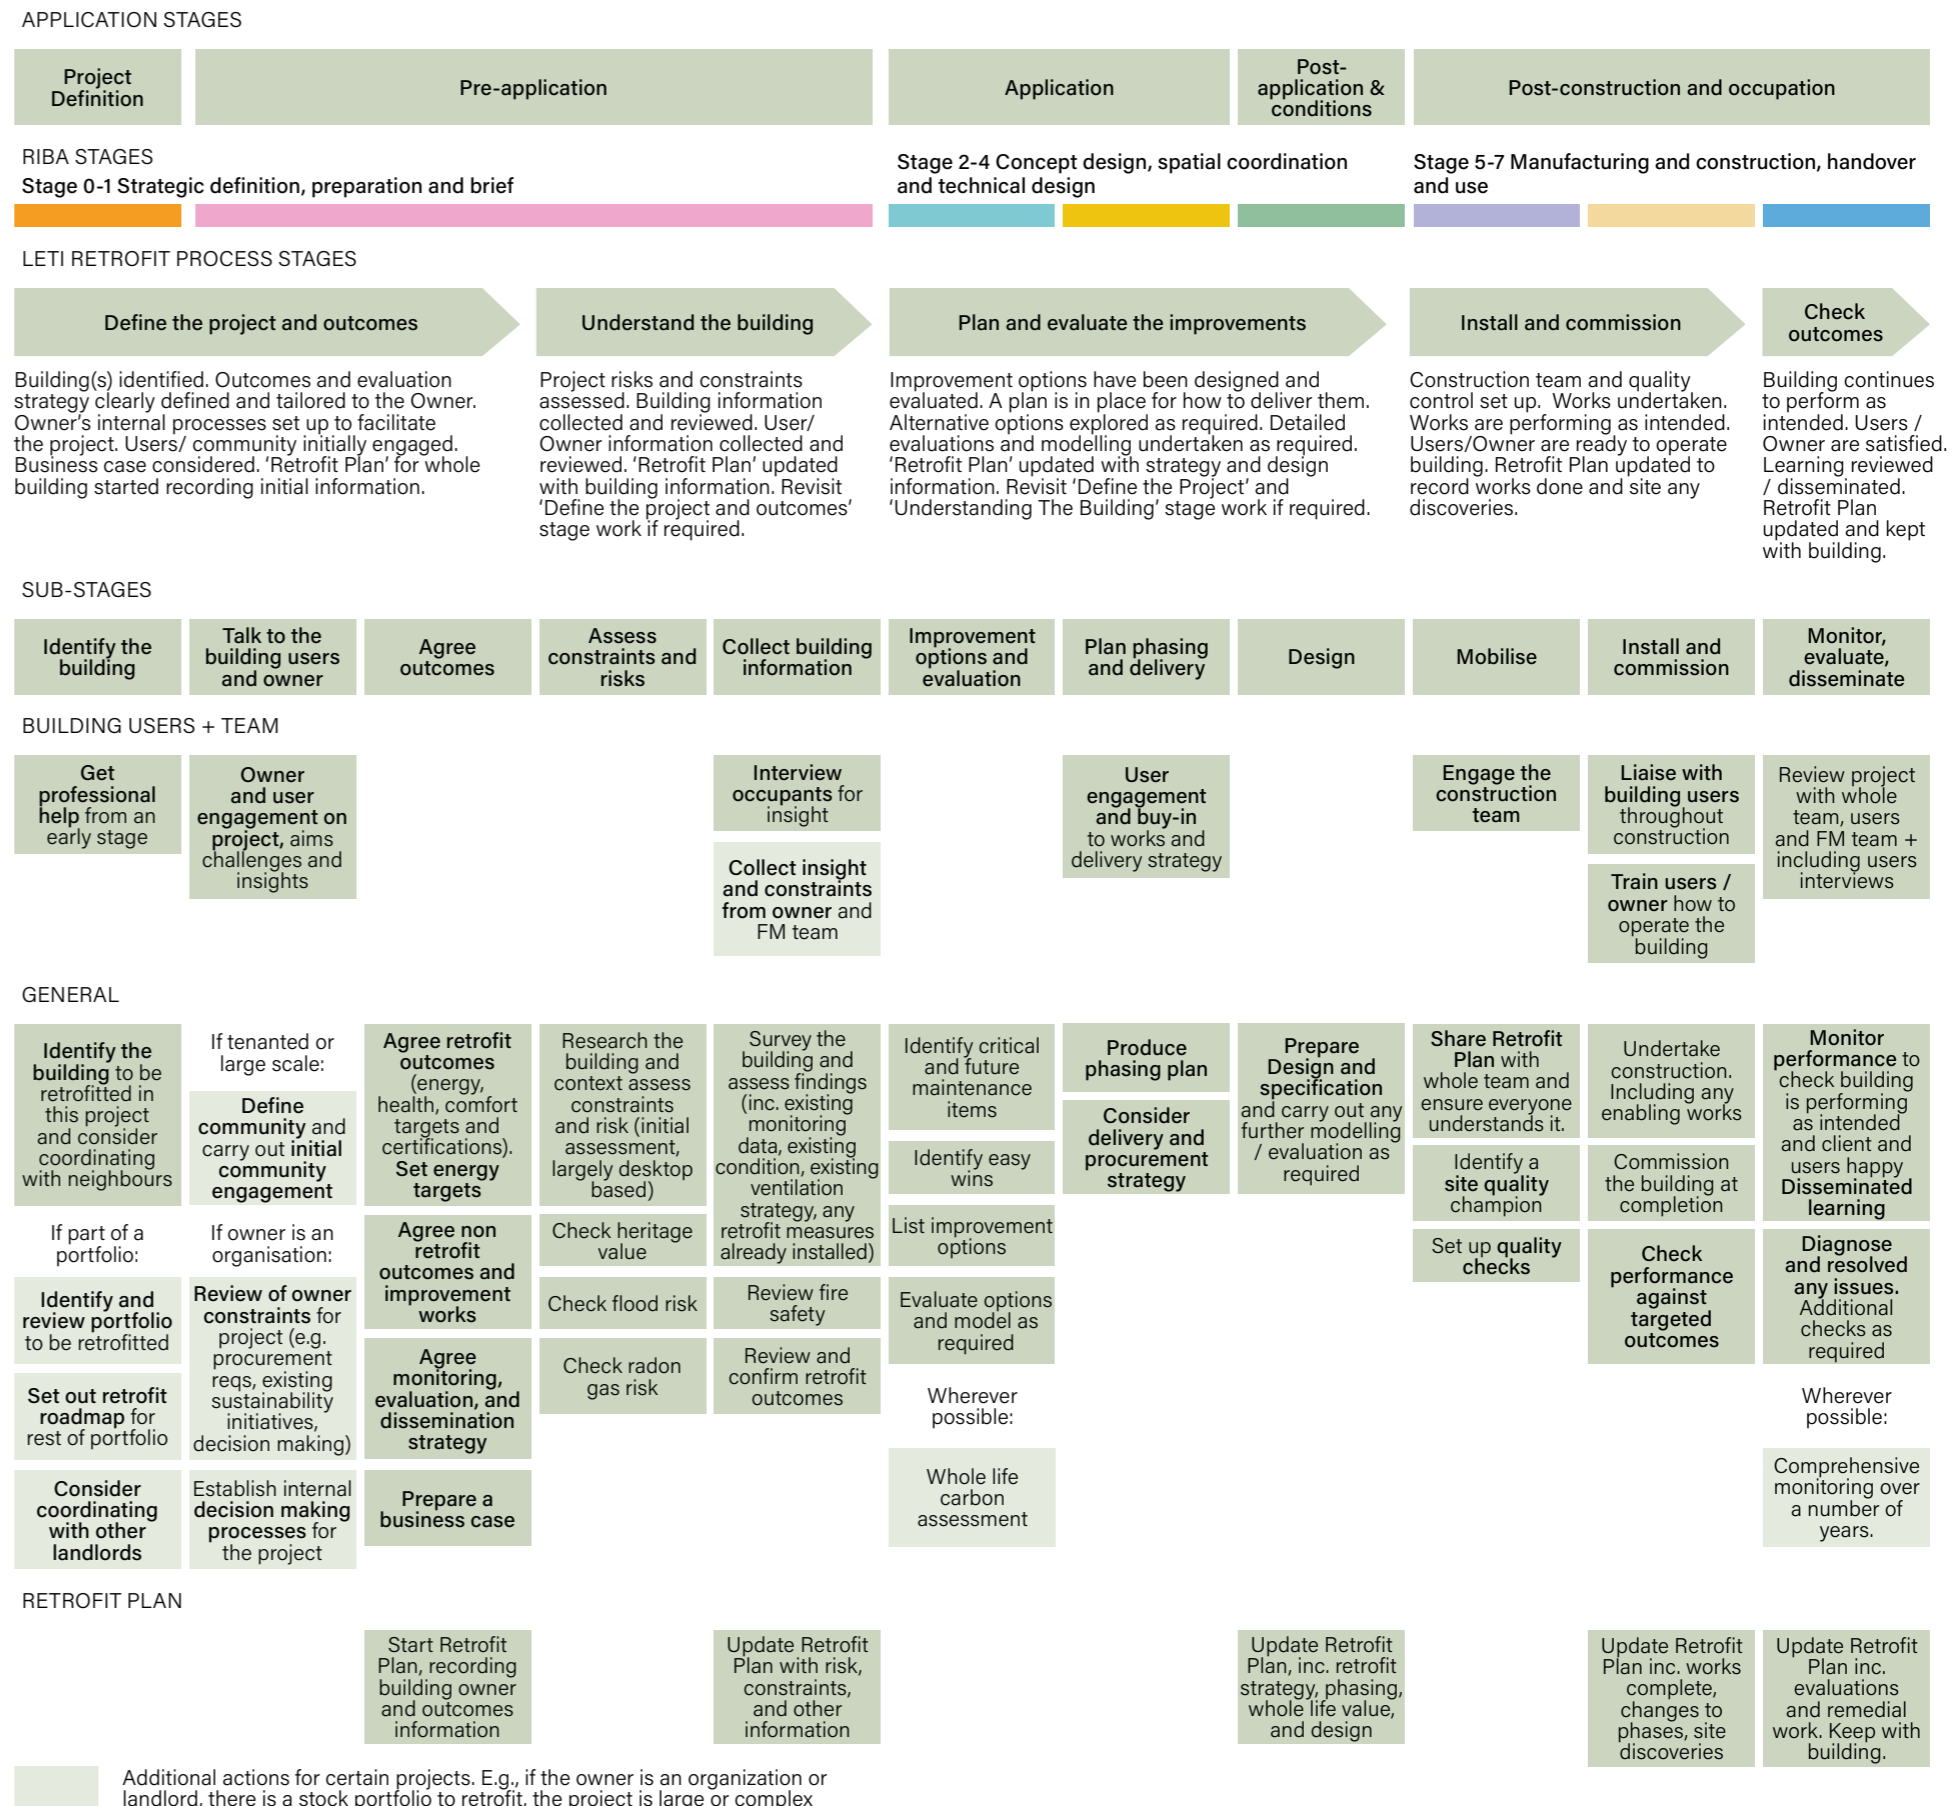 APPLICATION STAGES
Project
Definition
Pre-application
Application
Post-
application &
conditions
Post-construction and occupation
RIBA STAGES
Stage 0-1 Strategic definition, preparation and brief
Stage 2-4 Concept design, spatial coordination
and technical design
Stage 5-7 Manufacturing and construction, handover
and use
LETI RETROFIT PROCESS STAGES
Define the project and outcomes
Understand the building
Plan and evaluate the improvements
Install and commission
Check
outcomes
Building(s) identified. Outcomes and evaluation
strategy clearly defined and tailored to the Owner.
Owner's internal processes set up to facilitate
the project. Users/ community initially engaged.
Business case considered. 'Retrofit Plan' for whole
building started recording initial information.
Project risks and constraints
assessed. Building information
collected and reviewed. User/
Owner information collected and
reviewed. 'Retrofit Plan' updated
with building information. Revisit
'Define the project and outcomes'
stage work if required.
Improvement options have been designed and
evaluated. A plan is in place for how to deliver them.
Alternative options explored as required. Detailed
evaluations and modelling undertaken as required.
'Retrofit Plan' updated with strategy and design
information. Revisit 'Define the Project' and
'Understanding The Building' stage work if required.
Construction team and quality
control set up. Works undertaken.
Works are performing as intended.
Users/Owner are ready to operate
building. Retrofit Plan updated to
record works done and site any
discoveries.
Building continues
to perform as
intended. Users /
Owner are satisfied.
Learning reviewed
/ disseminated.
Retrofit Plan
updated and kept
with building.
SUB-STAGES
Identify the
building
Talk to the
building users
and owner
Agree
outcomes
Assess
constraints and
risks
Collect building
information
Improvement
options and
evaluation
Plan phasing
and delivery
Design
Mobilise
Install and
commission
Monitor,
evaluate,
disseminate
BUILDING USERS + TEAM
Get
professional
help from an
early stage
Owner
and user
engagement on
project, aims
challenges and
insights
Interview
occupants for
insight
Collect insight
and constraints
from owner and
FM team
User
engagement
and buy-in
to works and
delivery strategy
Engage the
construction
team
Liaise with
building users
throughout
construction
Train users /
owner how to
operate the
building
Review project
with whole
team, users
and FM team +
including users
interviews
GENERAL
Identify the
building to be
retrofitted in
this project
and consider
coordinating
with neighbours
If part of a
portfolio:
Identify and
review portfolio
to be retrofitted
Set out retrofit
roadmap for
rest of portfolio
Consider
coordinating
with other
landlords
If tenanted or
large scale:
Define
community and
carry out initial
community
engagement
If owner is an
organisation:
Review of owner
constraints for
project (e.g.
procurement
reqs, existing
sustainability
initiatives,
decision making)
Establish internal
decision making
processes for
the project
Agree retrofit
outcomes
(energy,
health, comfort
targets and
certifications).
Set energy
targets
Agree non
retrofit
outcomes and
improvement
works
Agree
monitoring,
evaluation, and
dissemination
strategy
Prepare a
business case
Research the
building and
context assess
constraints
and risk (initial
assessment,
largely desktop
based)
Check heritage
value
Check flood risk
Check radon
gas risk
Survey the
building and
assess findings
(inc. existing
monitoring
data, existing
condition, existing
ventilation
strategy, any
retrofit measures
already installed)
Review fire
safety
Review and
confirm retrofit
outcomes
Identify critical
and future
maintenance
items
Identify easy
wins
List improvement
options
Evaluate options
and model as
required
Wherever
possible:
Whole life
carbon
assessment
Produce
phasing plan
Consider
delivery and
procurement
strategy
Prepare
Design and
specification
and carry out any
further modelling
/ evaluation as
required
Share Retrofit
Plan with
whole team and
ensure everyone
understands it.
Identify a
site quality
champion
Set up quality
checks
Undertake
construction.
Including any
enabling works
Commission
the building at
completion
Check
performance
against
targeted
outcomes
Monitor
performance to
check building
is performing
as intended
and client and
users happy
Disseminated
learning
Diagnose
and resolved
any issues.
Additional
checks as
required
Wherever
possible:
Comprehensive
monitoring over
a number of
years.
RETROFIT PLAN
Start Retrofit
Plan, recording
building owner
and outcomes
information
Update Retrofit
Plan with risk,
constraints,
and other
information
Update Retrofit
Plan, inc. retrofit
strategy, phasing,
whole life value,
and design
Update Retrofit
Plan inc. works
complete,
changes to
phases, site
discoveries
Update Retrofit
Plan inc.
evaluations
and remedial
work. Keep with
building.
Additional actions for certain projects. E.g., if the owner is an organization or
landlord, there is a stock portfolio to retrofit, the project is large or complex